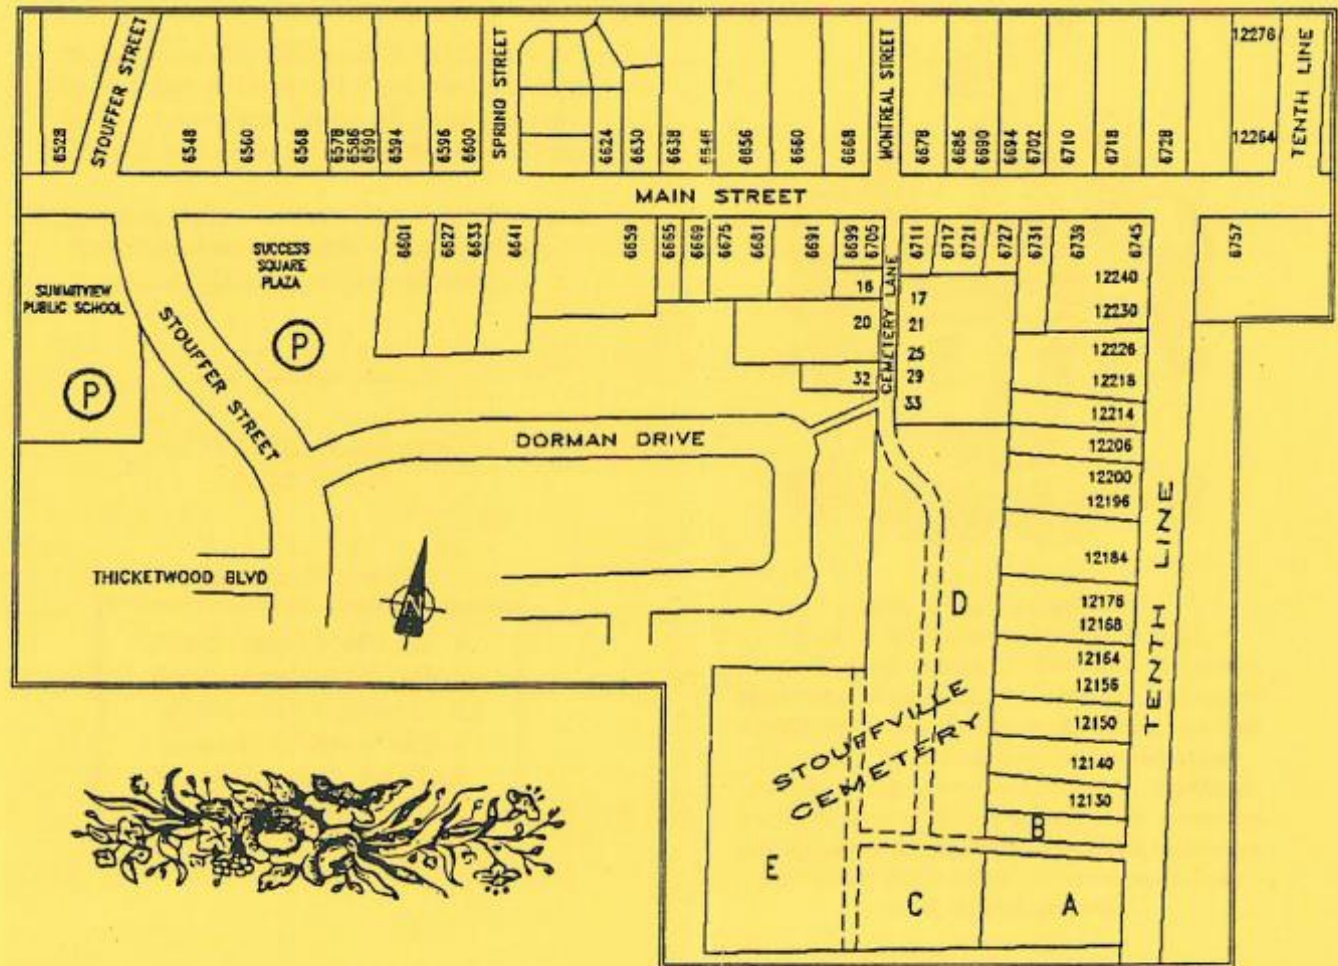 STOUFFER STREET
SPRING STREET
MONTREAL STREET
TENTH LINE
12276
12264
6528
6548
6560
6568
6578
6586
6590
6594
6596
6600
6624
6630
6638
6646
6656
6660
6668
6678
6686
6690
6694
6702
6710
6718
6728
MAIN STREET
6601
6627
6633
6641
6659
6665
6669
6675
6681
6691
6699
6705
6711
6717
6721
6727
6731
6739
6745
6757
SUCCESS
SQUARE
PLAZA
P
SUMMITVIEW
PUBLIC SCHOOL
P
STOUFFER STREET
CEMETERY LANE
16
20
32
17
21
25
29
33
12240
12230
12226
12218
12214
12206
12200
12196
12184
12176
12168
12164
12156
12150
12140
12130
DORMAN DRIVE
THICKETWOOD BLVD
N
TENTH LINE
D
STOUFFVILLE
CEMETERY
B
E
C
A